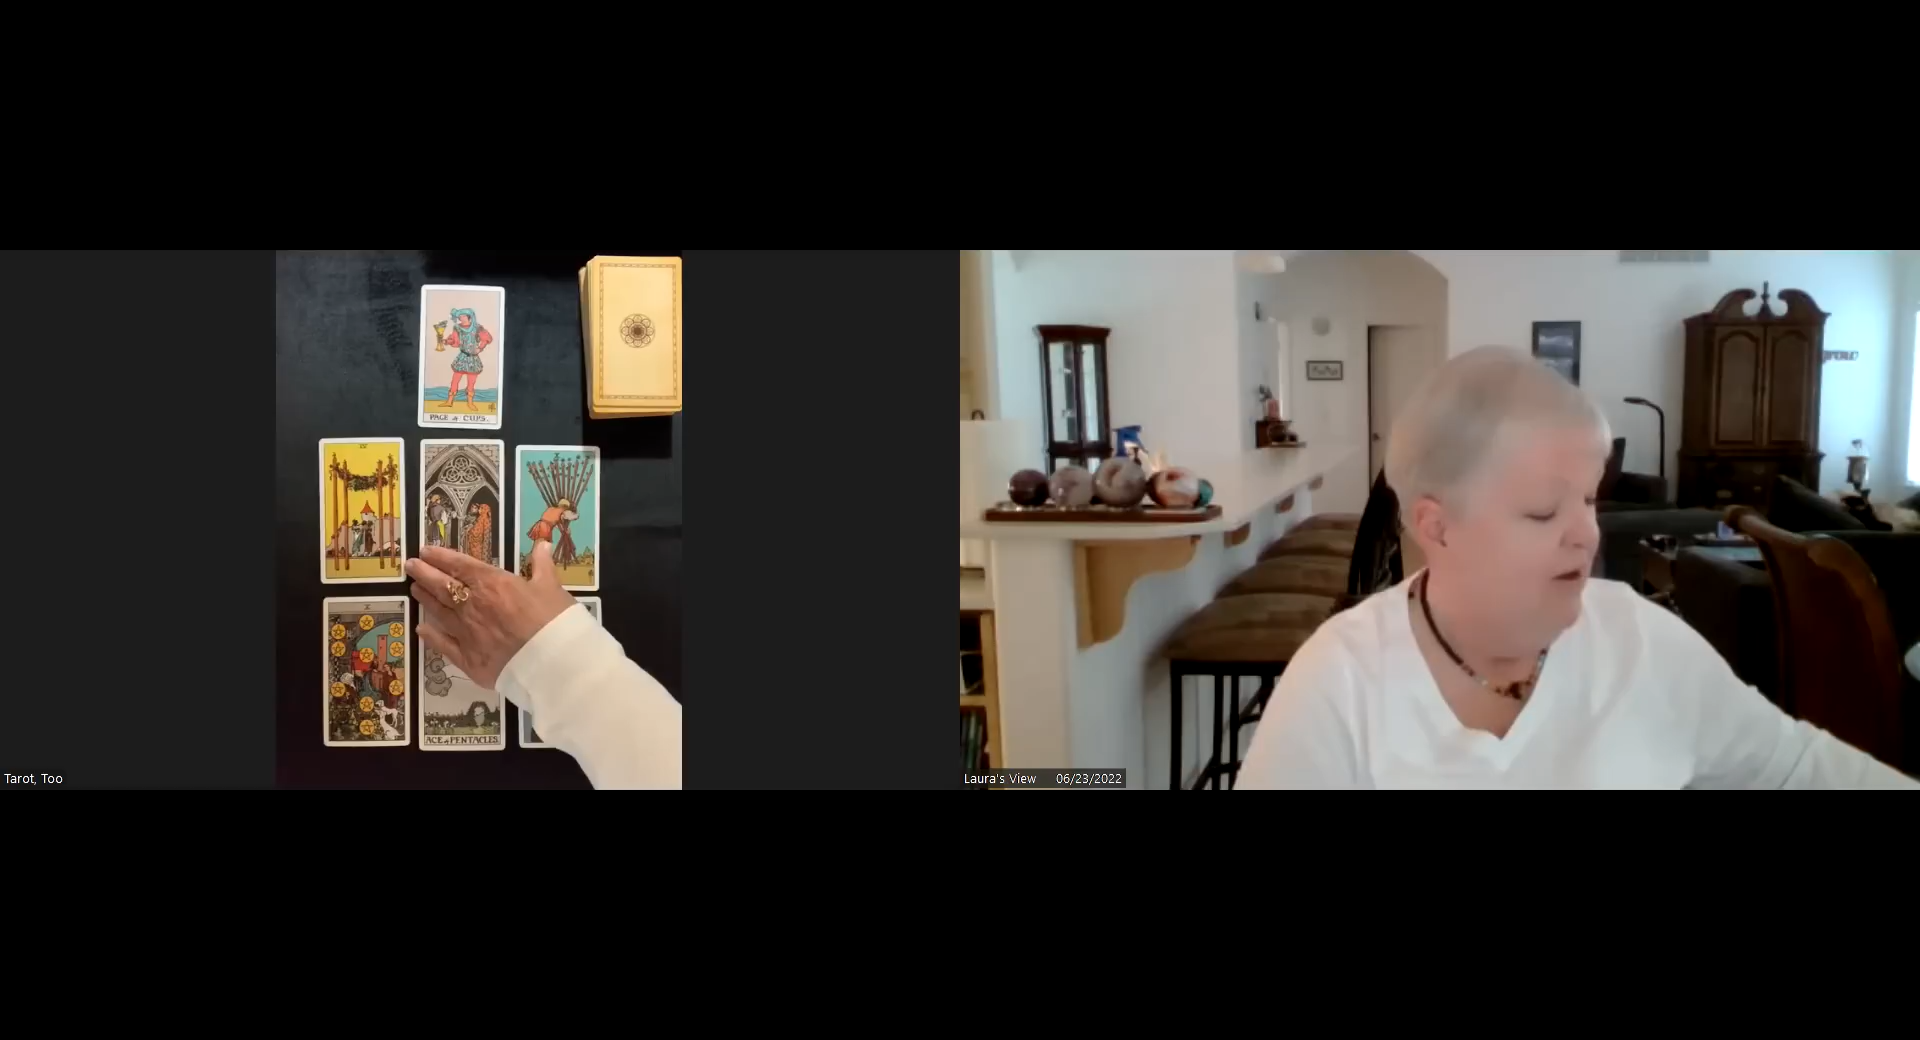 PAGE of CUPS.
ACE of PENTACLES.
Tarot, Too
Laura's View 06/23/2022